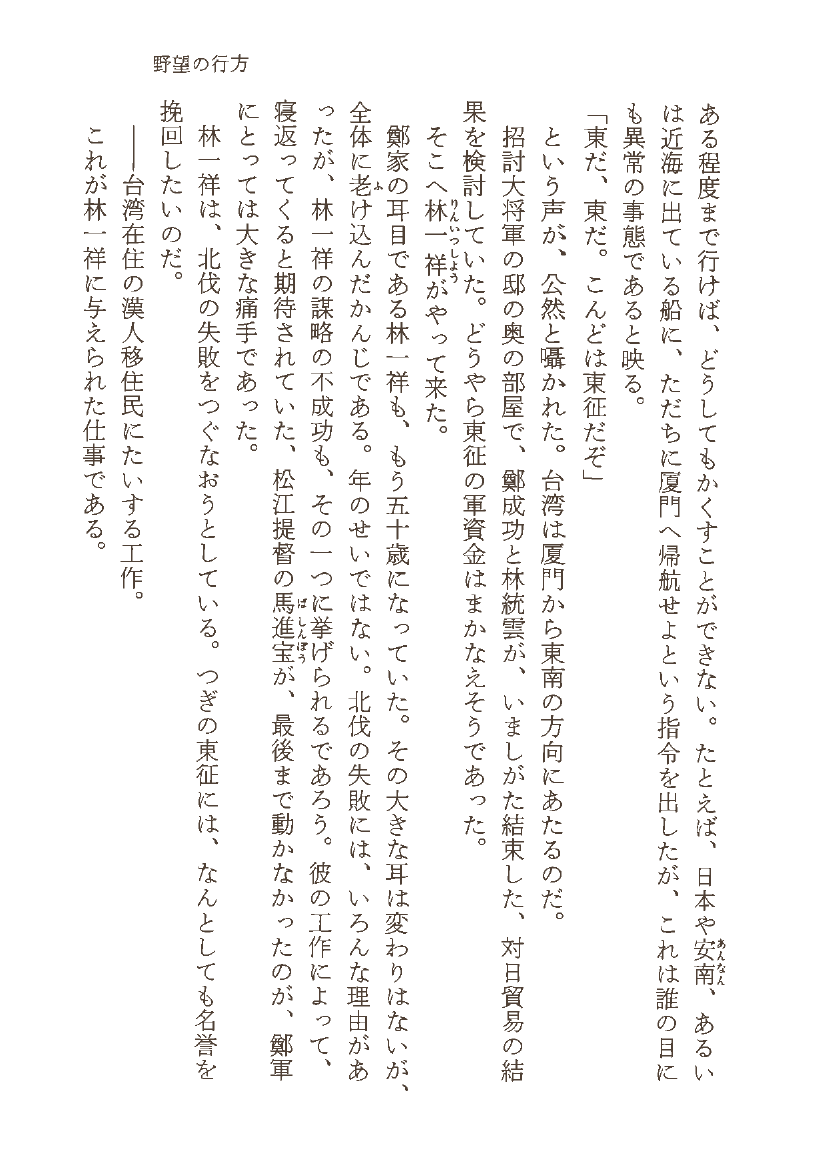 野望の行方
ある程度まで行けば、どうしてもかくすことができない。たとえば、日本や安南、あるい
は近海に出ている船に、ただちに厦門へ帰航せよという指令を出したが、これは誰の目に
も異常の事態であると映る。
「東だ、東だ。こんどは東征だぞ」
という声が、公然と囁かれた。台湾は厦門から東南の方向にあたるのだ。
招討大将軍の邸の奥の部屋で、鄭成功と林統雲が、いましがた結束した、対日貿易の結
果を検討していた。どうやら東征の軍資金はまかなえそうであった。
そこへ林一祥がやって来た。
鄭家の耳目である林一祥も、もう五十歳になっていた。その大きな耳は変わりはないが、
全体に老け込んだかんじである。年のせいではない。北伐の失敗には、いろんな理由があ
ったが、林一祥の謀略の不成功も、その一つに挙げられるであろう。彼の工作によって、
寝返ってくると期待されていた、松江提督の馬進宝が、最後まで動かなかったのが、鄭軍
にとっては大きな痛手であった。
林一祥は、北伐の失敗をつぐなおうとしている。つぎの東征には、なんとしても名誉を
挽回したいのだ。
――台湾在住の漢人移住民にたいする工作。
これが林一祥に与えられた仕事である。